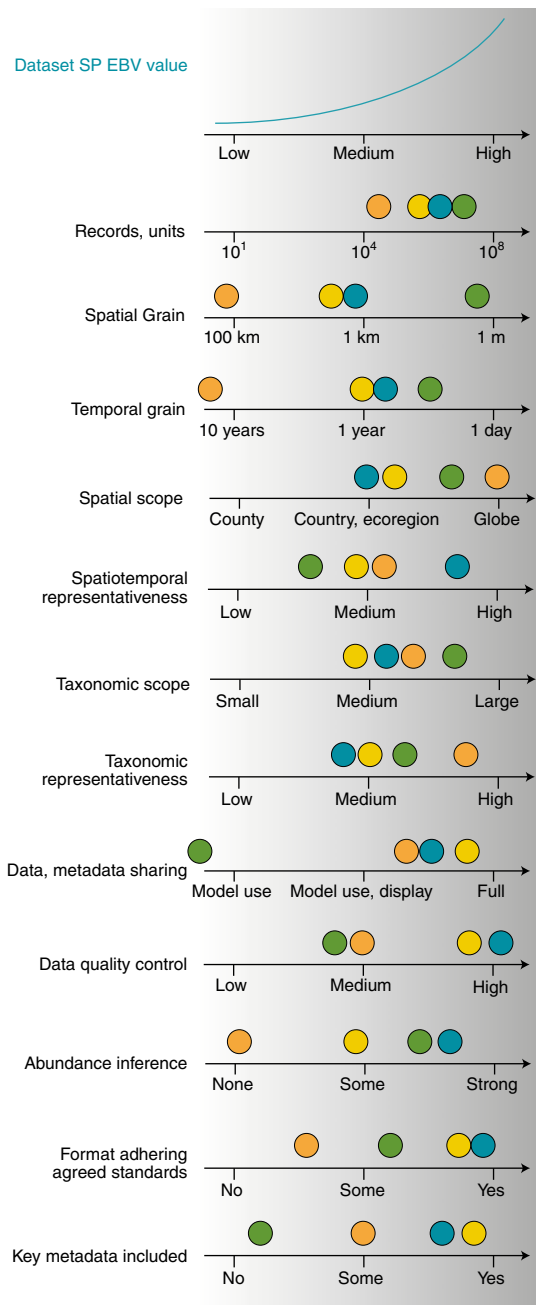 Dataset SP EBV value
Low Medium High
Records, units
10¹ 10⁴ 10⁸
Spatial Grain
100 km 1 km 1 m
Temporal grain
10 years 1 year 1 day
Spatial scope
County Country, ecoregion Globe
Spatiotemporal
representativeness
Low Medium High
Taxonomic scope
Small Medium Large
Taxonomic
representativeness
Low Medium High
Data, metadata sharing
Model use Model use, display Full
Data quality control
Low Medium High
Abundance inference
None Some Strong
Format adhering
agreed standards
No Some Yes
Key metadata included
No Some Yes